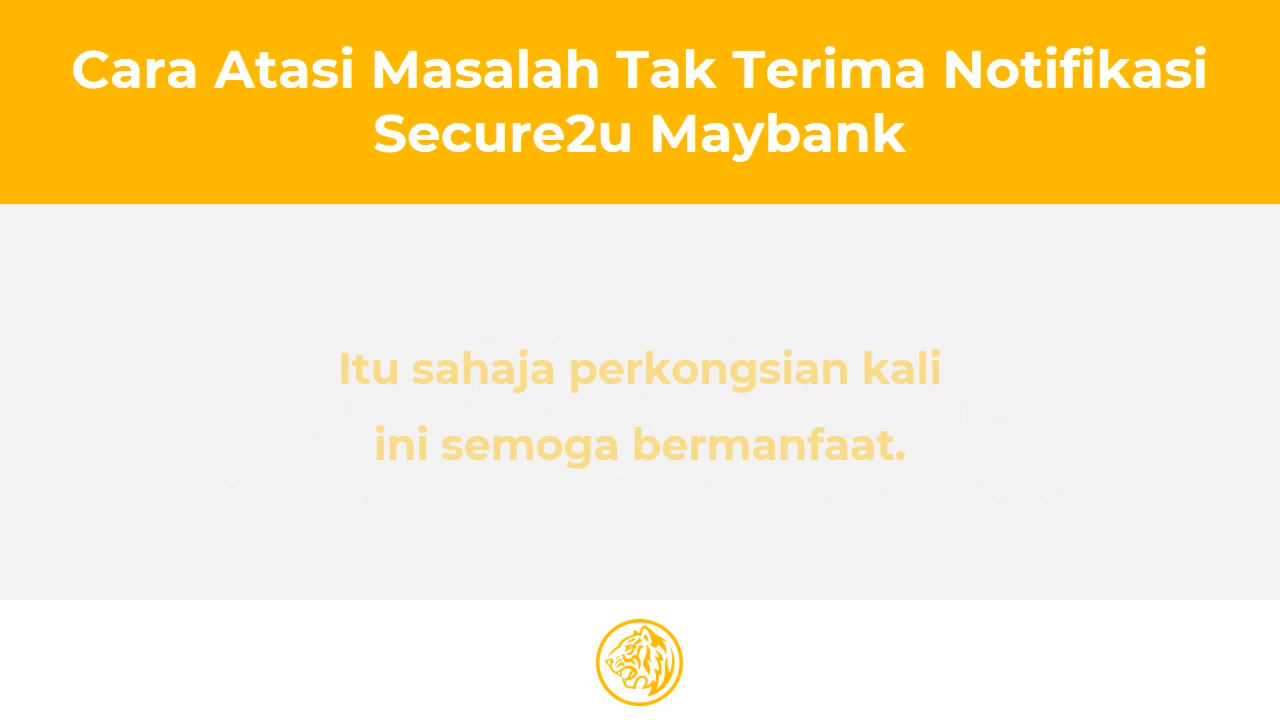 Cara Atasi Masalah Tak Terima Notifikasi
Secure2u Maybank
Itu sahaja perkongsian kali
ini semoga bermanfaat.